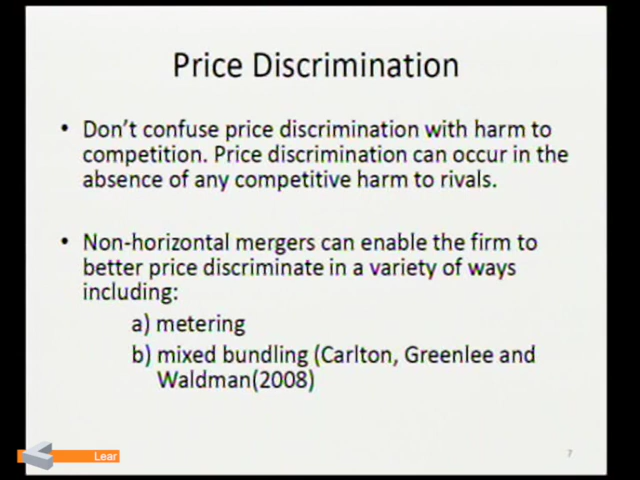 Price Discrimination
• Don't confuse price discrimination with harm to
competition. Price discrimination can occur in the
absence of any competitive harm to rivals.
• Non-horizontal mergers can enable the firm to
better price discriminate in a variety of ways
including:
a) metering
b) mixed bundling (Carlton, Greenlee and
Waldman(2008)
Lear
7